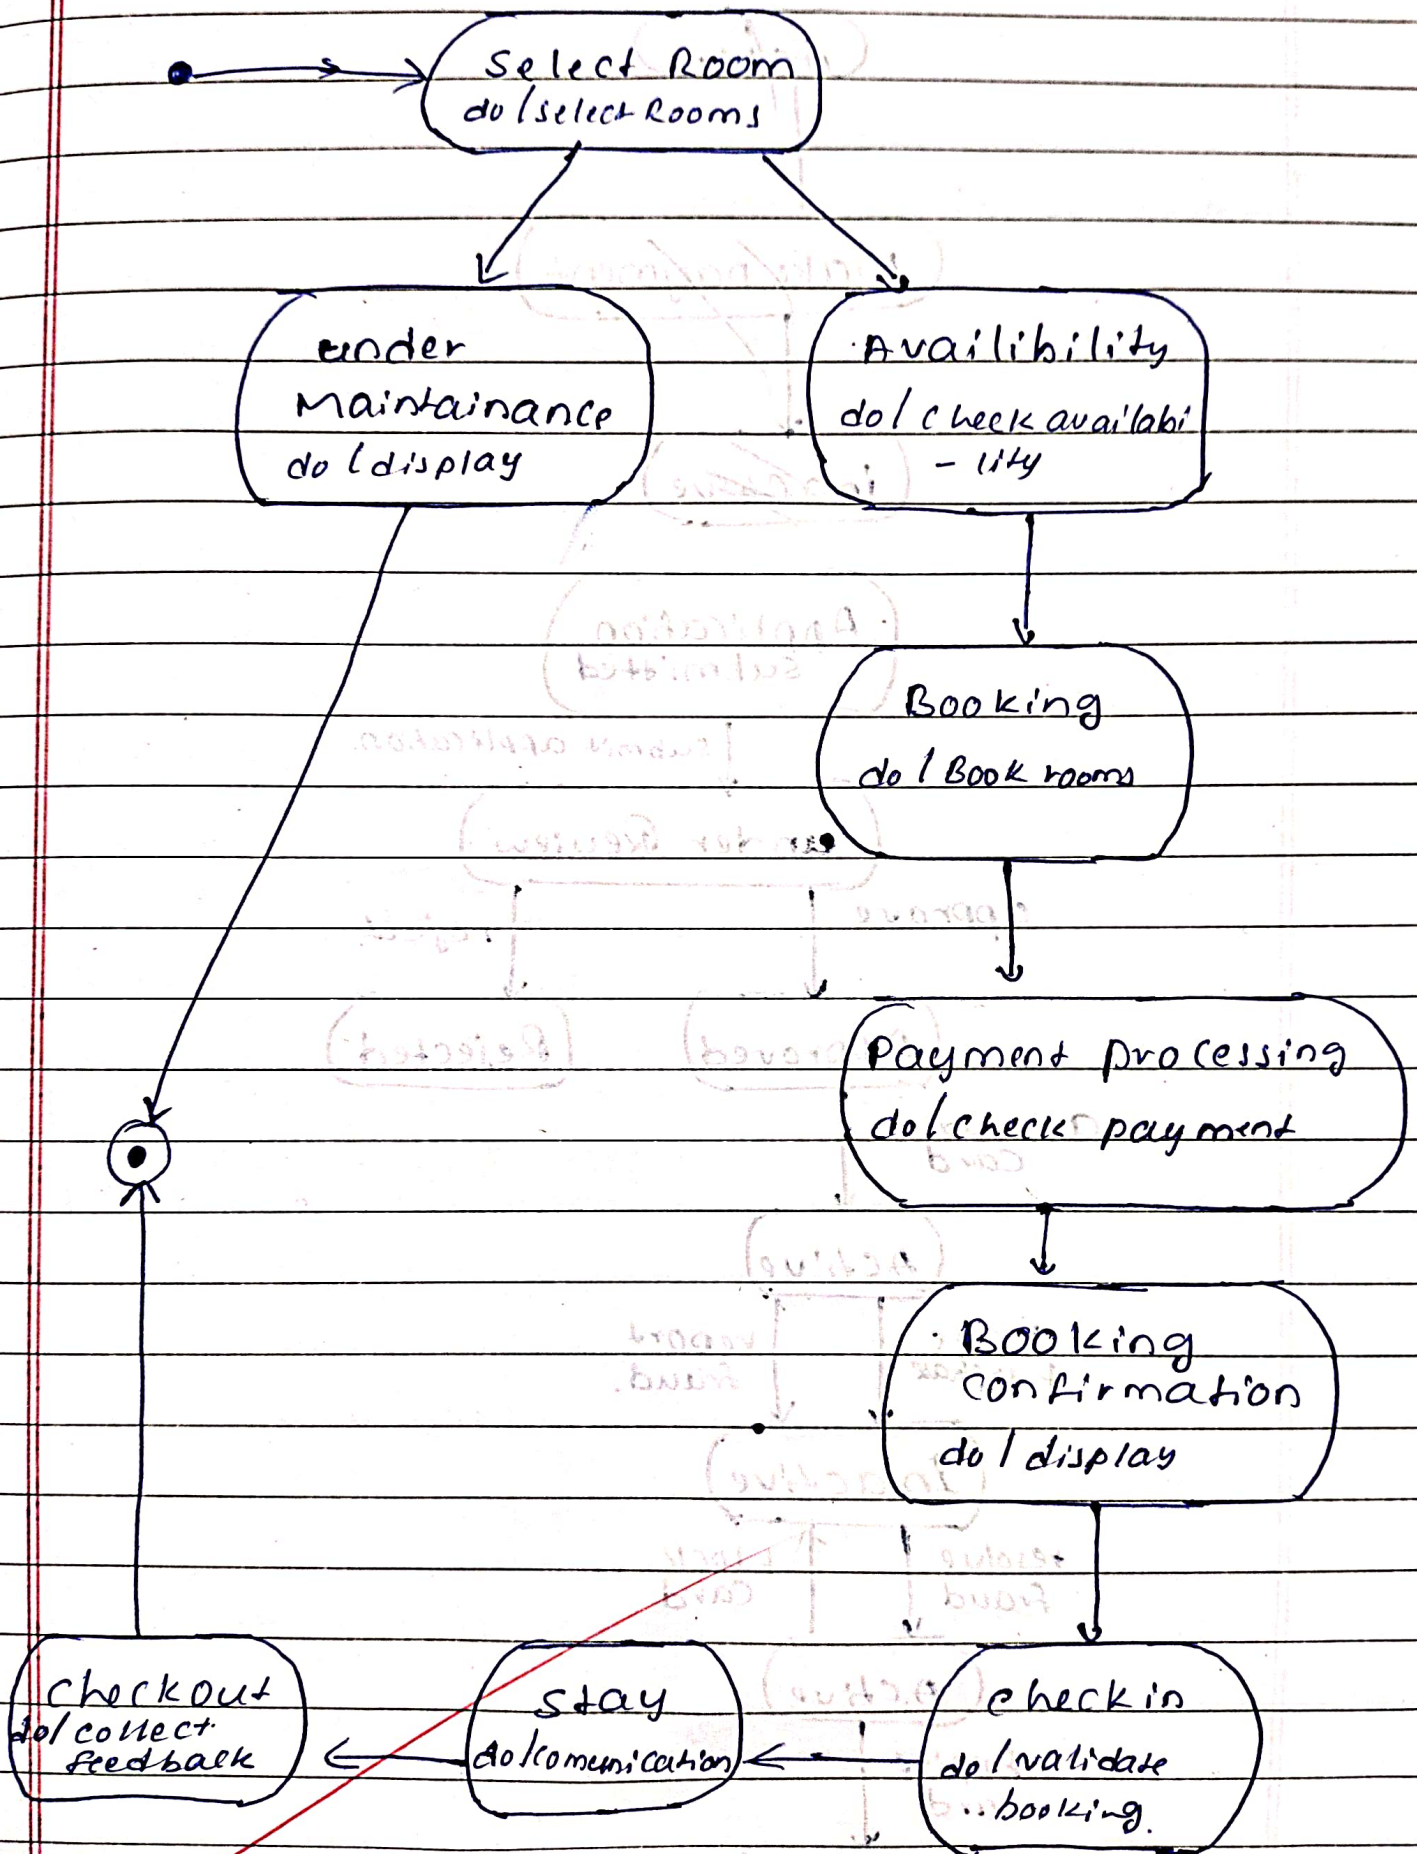 Select Room
do/select Rooms
under
Maintainance
do/display
Availibility
do/check availabi
- lity
Booking
do/Book rooms
Payment processing
do/check payment
Booking
confirmation
do/display
checkout
do/collect
feedback
stay
do/comunication
checkin
do/validate
booking.